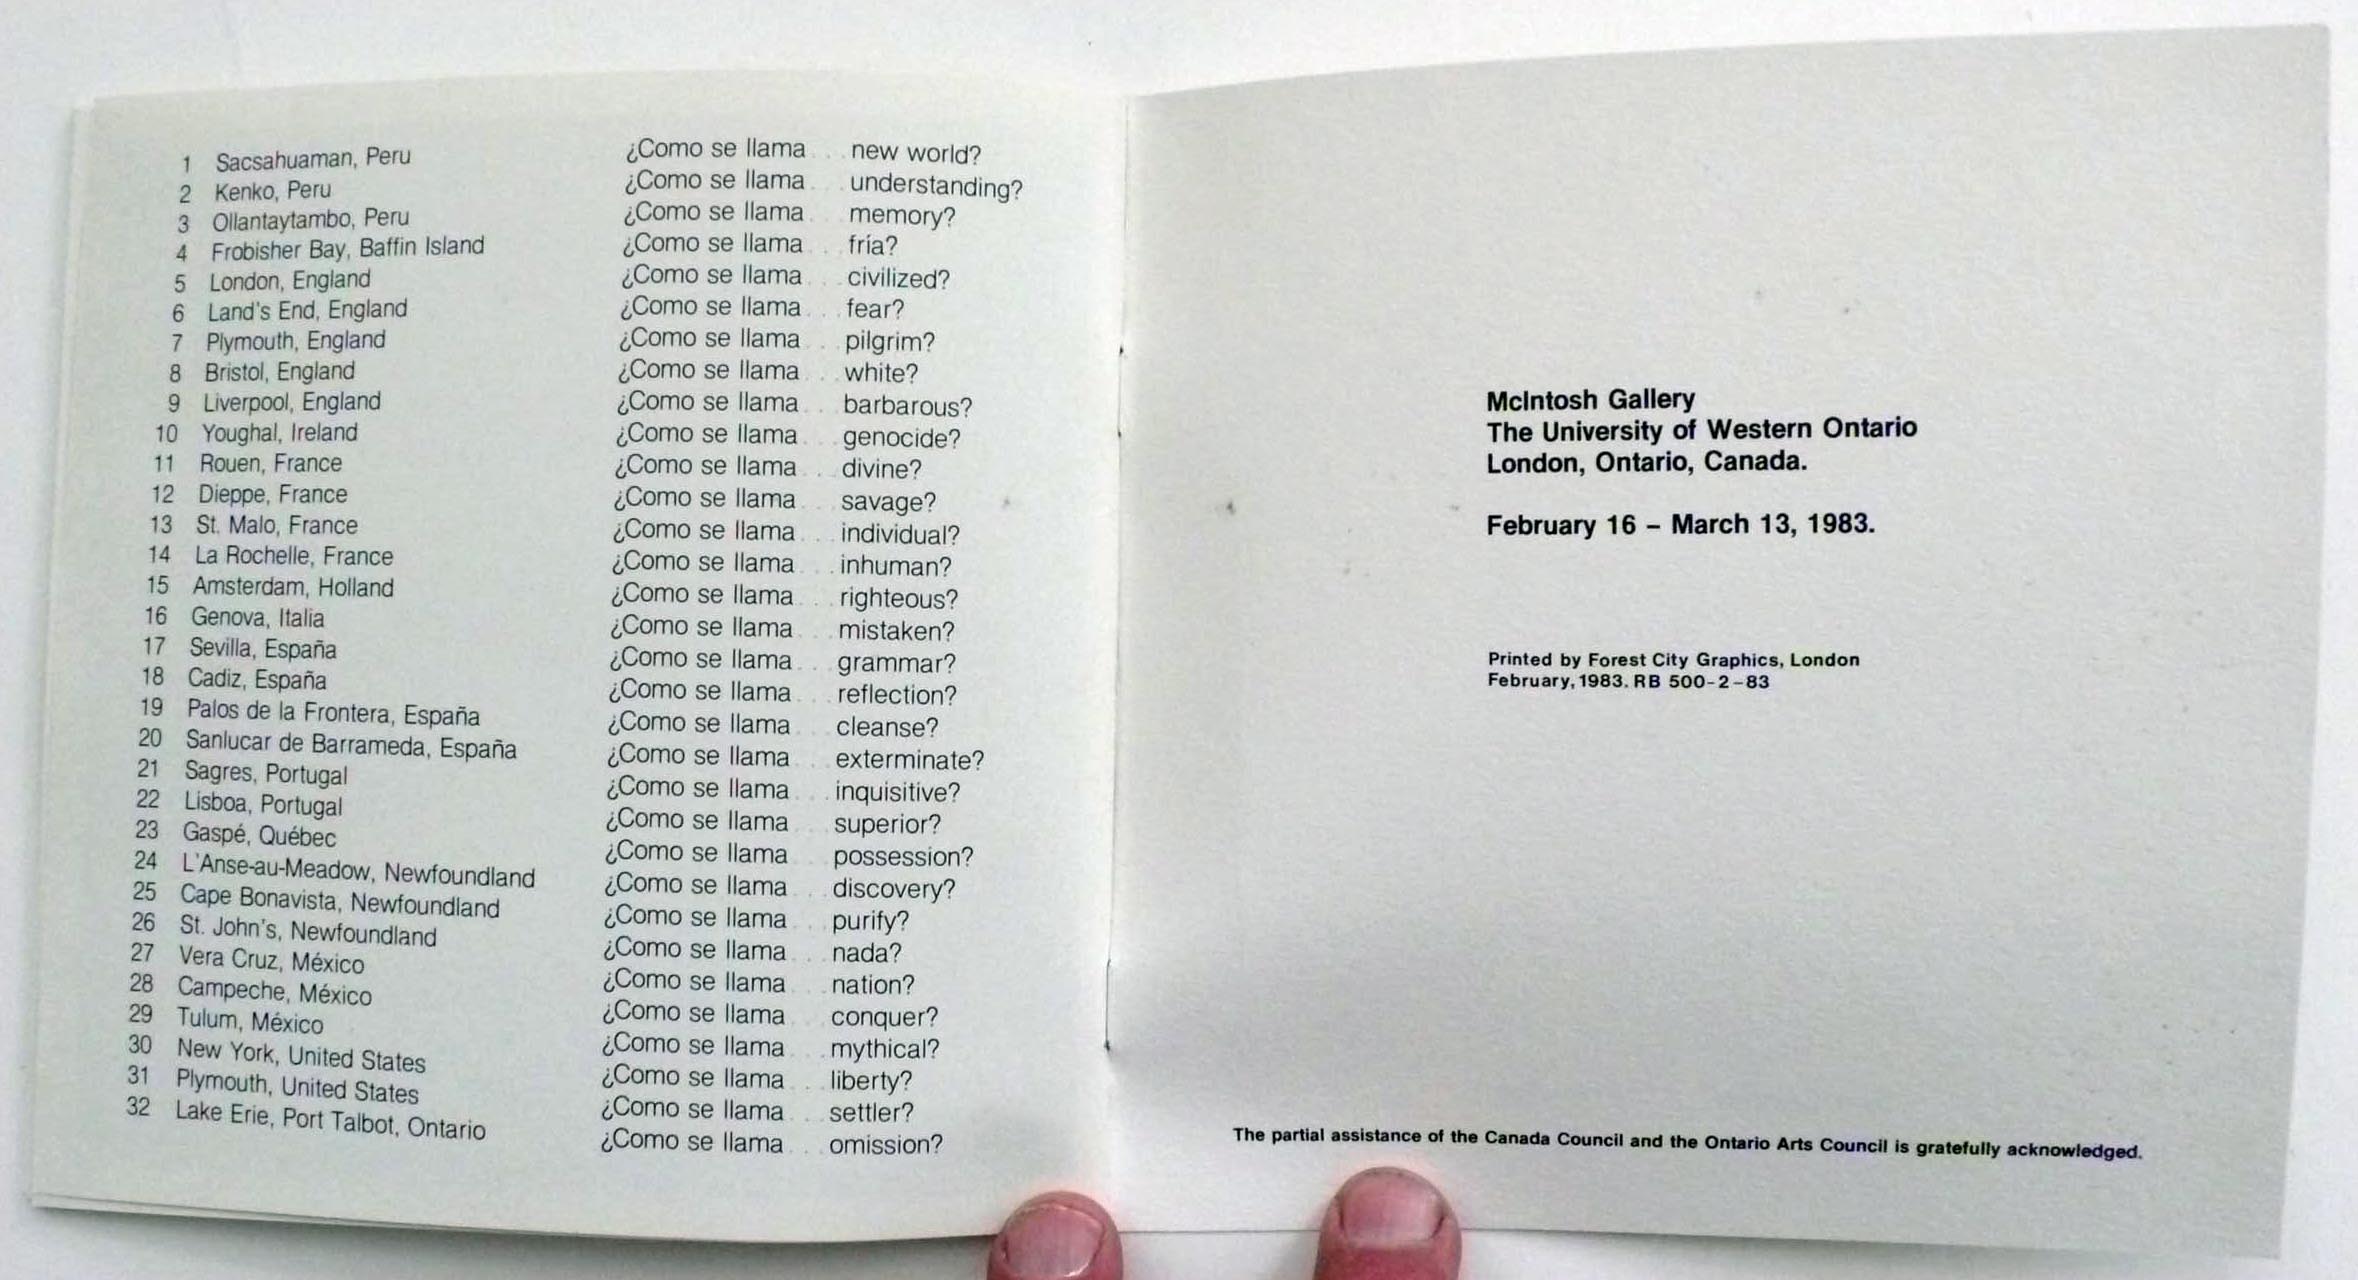 1 Sacsahuaman, Peru ¿Como se llama . . . new world?
2 Kenko, Peru ¿Como se llama . . . understanding?
3 Ollantaytambo, Peru ¿Como se llama . . . memory?
4 Frobisher Bay, Baffin Island ¿Como se llama . . . fría?
5 London, England ¿Como se llama . . . civilized?
6 Land's End, England ¿Como se llama . . . fear?
7 Plymouth, England ¿Como se llama . . . pilgrim?
8 Bristol, England ¿Como se llama . . . white?
9 Liverpool, England ¿Como se llama . . . barbarous?
10 Youghal, Ireland ¿Como se llama . . . genocide?
11 Rouen, France ¿Como se llama . . . divine?
12 Dieppe, France ¿Como se llama . . . savage?
13 St. Malo, France ¿Como se llama . . . individual?
14 La Rochelle, France ¿Como se llama . . . inhuman?
15 Amsterdam, Holland ¿Como se llama . . . righteous?
16 Genova, Italia ¿Como se llama . . . mistaken?
17 Sevilla, España ¿Como se llama . . . grammar?
18 Cadiz, España ¿Como se llama . . . reflection?
19 Palos de la Frontera, España ¿Como se llama . . . cleanse?
20 Sanlucar de Barrameda, España ¿Como se llama . . . exterminate?
21 Sagres, Portugal ¿Como se llama . . . inquisitive?
22 Lisboa, Portugal ¿Como se llama . . . superior?
23 Gaspé, Québec ¿Como se llama . . . possession?
24 L'Anse-au-Meadow, Newfoundland ¿Como se llama . . . discovery?
25 Cape Bonavista, Newfoundland ¿Como se llama . . . purify?
26 St. John's, Newfoundland ¿Como se llama . . . nada?
27 Vera Cruz, México ¿Como se llama . . . nation?
28 Campeche, México ¿Como se llama . . . conquer?
29 Tulum, México ¿Como se llama . . . mythical?
30 New York, United States ¿Como se llama . . . liberty?
31 Plymouth, United States ¿Como se llama . . . settler?
32 Lake Erie, Port Talbot, Ontario ¿Como se llama . . . omission?
McIntosh Gallery
The University of Western Ontario
London, Ontario, Canada.
February 16 – March 13, 1983.
Printed by Forest City Graphics, London
February, 1983. RB 500-2-83
The partial assistance of the Canada Council and the Ontario Arts Council is gratefully acknowledged.